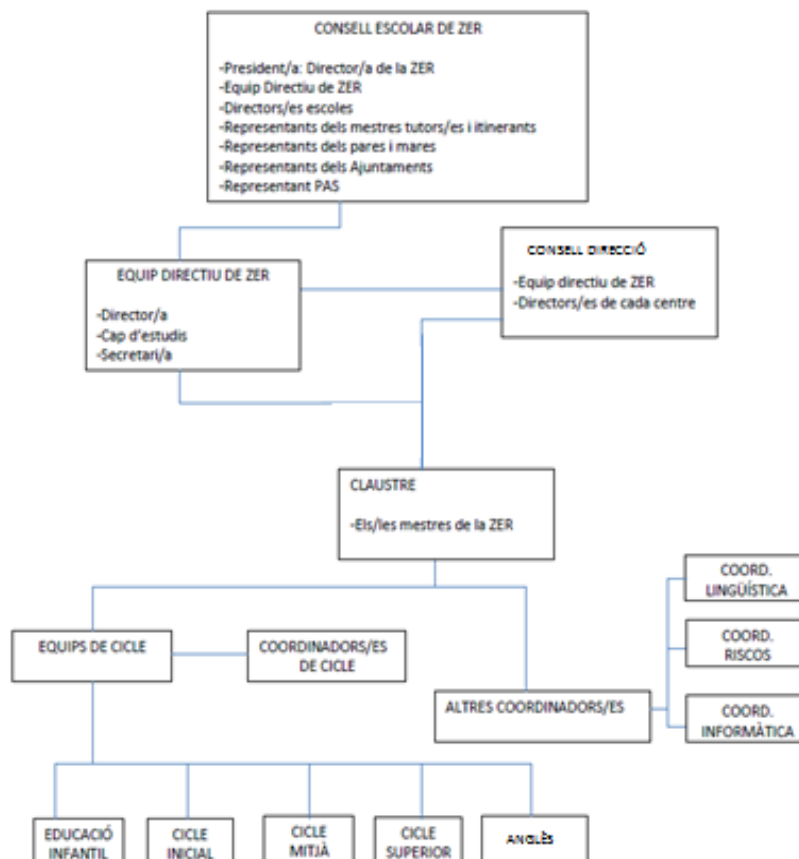 CONSELL ESCOLAR DE ZER
-President/a: Director/a de la ZER
-Equip Directiu de ZER
-Directors/es escoles
-Representants dels mestres tutors/es i itinerants
-Representants dels pares i mares
-Representants dels Ajuntaments
-Representant PAS
EQUIP DIRECTIU DE ZER
-Director/a
-Cap d'estudis
-Secretari/a
CONSELL DIRECCIÓ
-Equip directiu de ZER
-Directors/es de cada centre
CLAUSTRE
-Els/les mestres de la ZER
EQUIPS DE CICLE
COORDINADORS/ES
DE CICLE
ALTRES COORDINADORS/ES
COORD.
LINGÜÍSTICA
COORD.
RISCOS
COORD.
INFORMÀTICA
EDUCACIÓ
INFANTIL
CICLE
INICIAL
CICLE
MITJÀ
CICLE
SUPERIOR
ANGLÈS